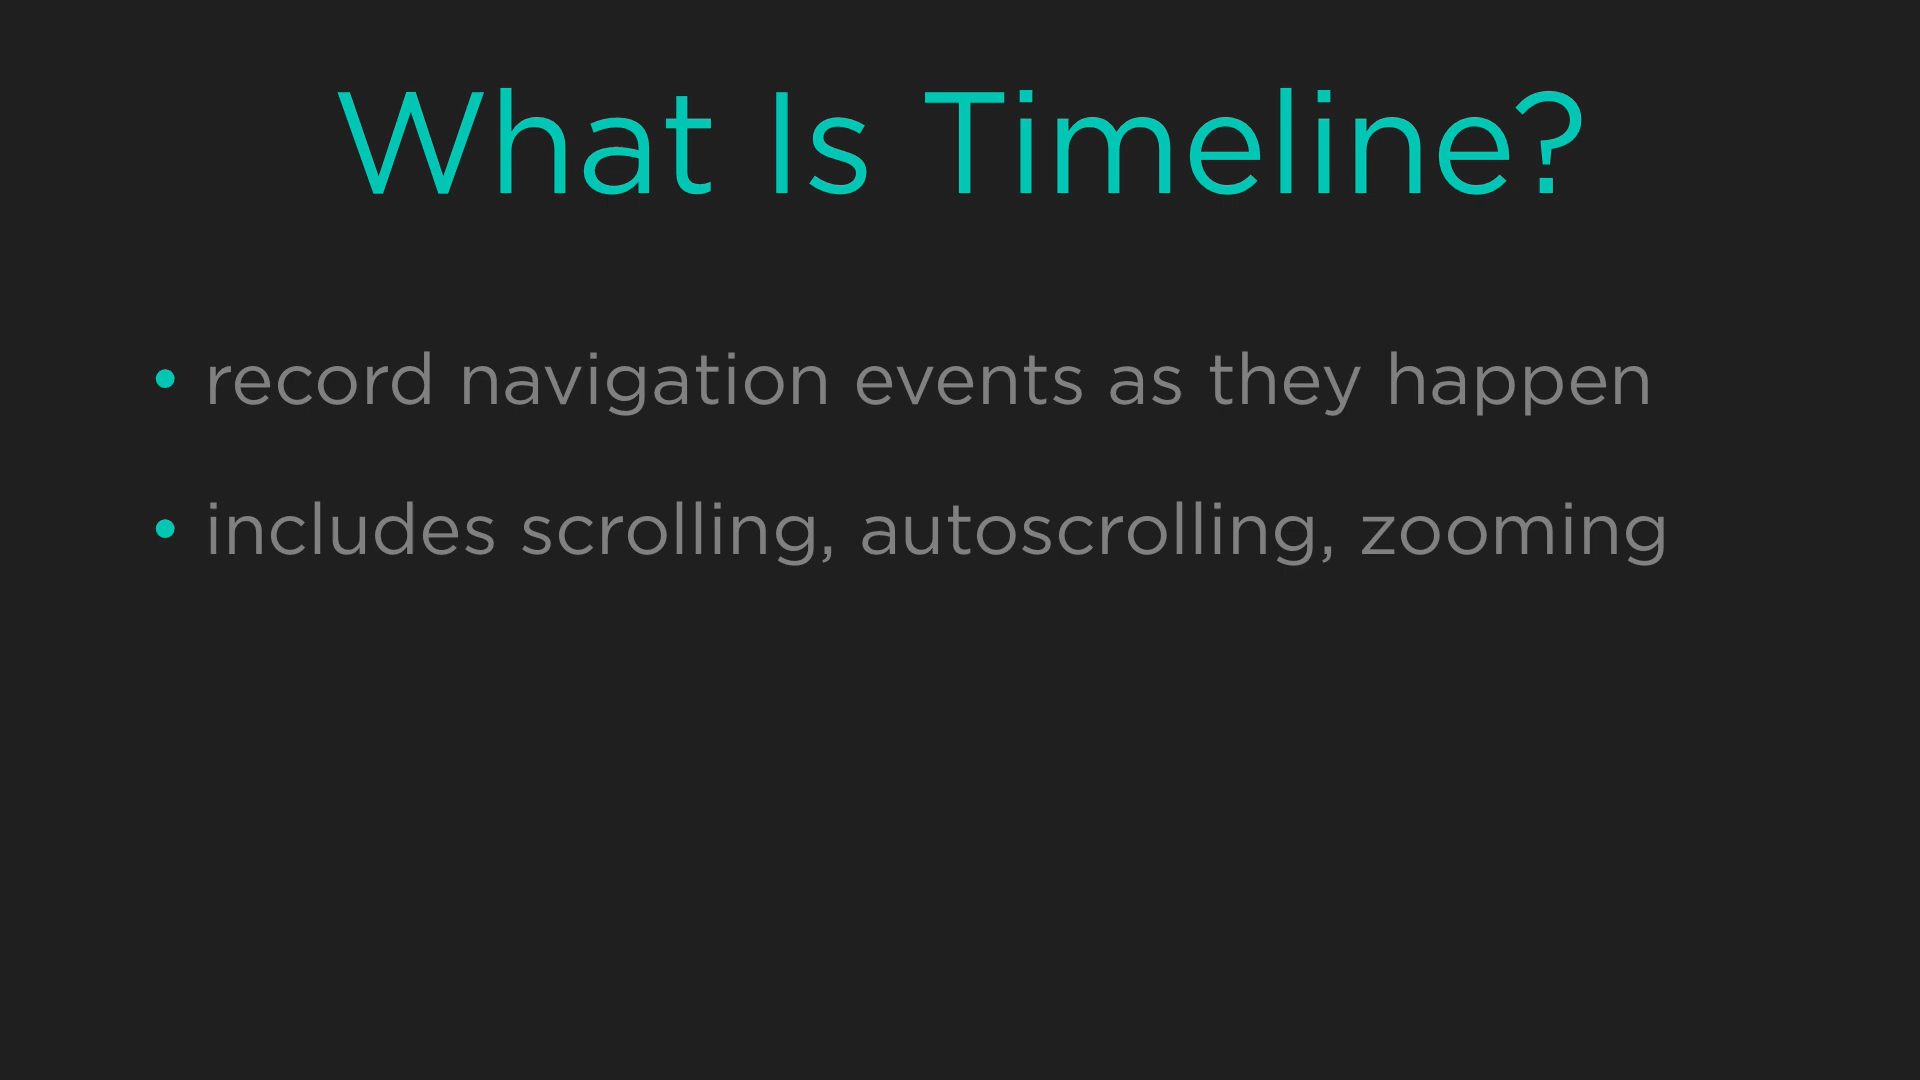 What Is Timeline?
• record navigation events as they happen
• includes scrolling, autoscrolling, zooming